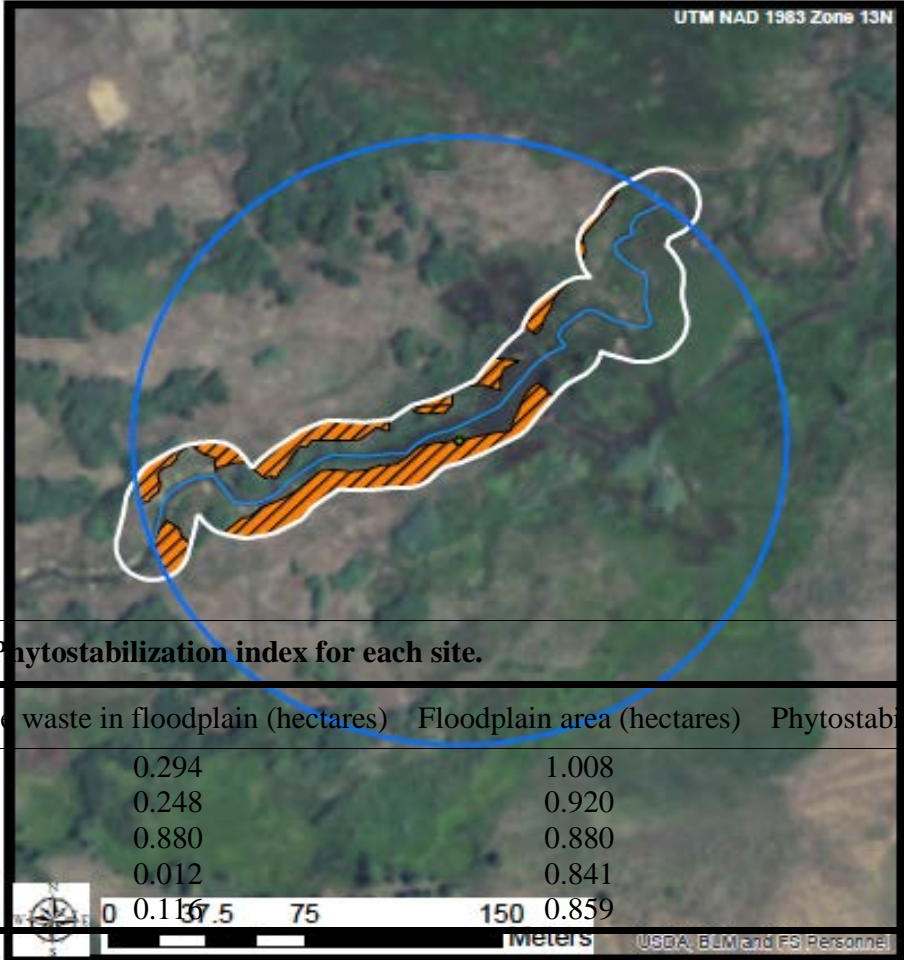 UTM NAD 1983 Zone 13N
hytostabilization index for each site.
e waste in floodplain (hectares) Floodplain area (hectares) Phytostabi
0.294 1.008
0.248 0.920
0.880 0.880
0.012 0.841
0.116 0.859
N
W E
S
0 37.5 75 150
Meters
USDA, BLM and FS Personnel